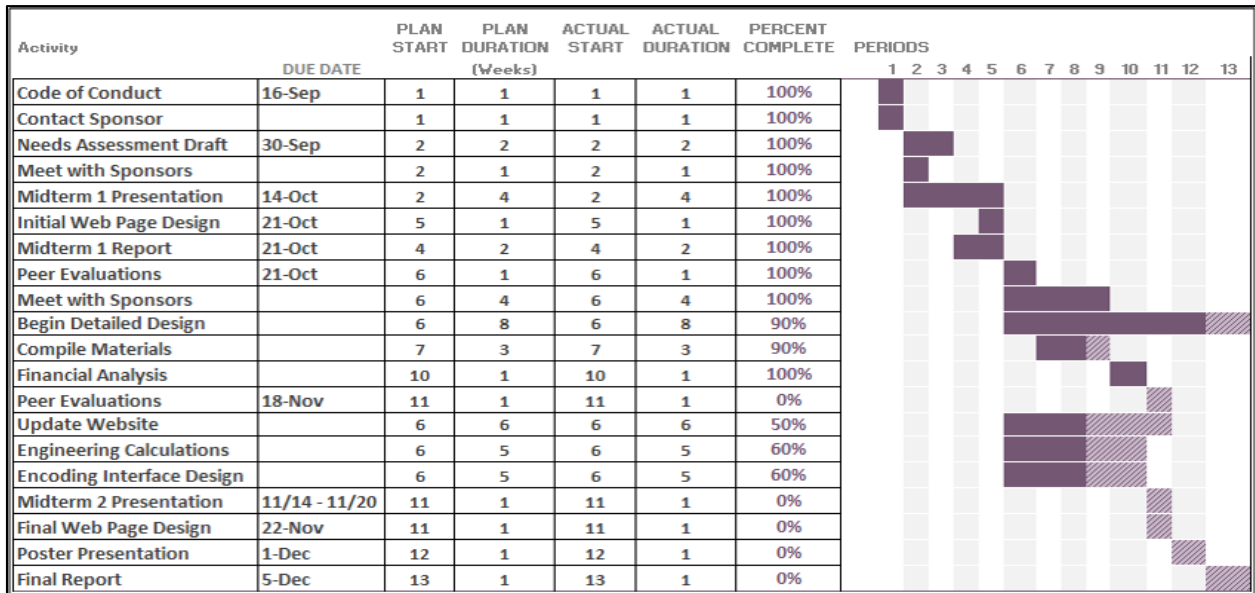 PLAN PLAN ACTUAL ACTUAL PERCENT
Activity START DURATION START DURATION COMPLETE PERIODS
DUE DATE (Weeks) 1 2 3 4 5 6 7 8 9 10 11 12 13
Code of Conduct 16-Sep 1 1 1 1 100%
Contact Sponsor 1 1 1 1 100%
Needs Assessment Draft 30-Sep 2 2 2 2 100%
Meet with Sponsors 2 1 2 1 100%
Midterm 1 Presentation 14-Oct 2 4 2 4 100%
Initial Web Page Design 21-Oct 5 1 5 1 100%
Midterm 1 Report 21-Oct 4 2 4 2 100%
Peer Evaluations 21-Oct 6 1 6 1 100%
Meet with Sponsors 6 4 6 4 100%
Begin Detailed Design 6 8 6 8 90%
Compile Materials 7 3 7 3 90%
Financial Analysis 10 1 10 1 100%
Peer Evaluations 18-Nov 11 1 11 1 0%
Update Website 6 6 6 6 50%
Engineering Calculations 6 5 6 5 60%
Encoding Interface Design 6 5 6 5 60%
Midterm 2 Presentation 11/14 - 11/20 11 1 11 1 0%
Final Web Page Design 22-Nov 11 1 11 1 0%
Poster Presentation 1-Dec 12 1 12 1 0%
Final Report 5-Dec 13 1 13 1 0%